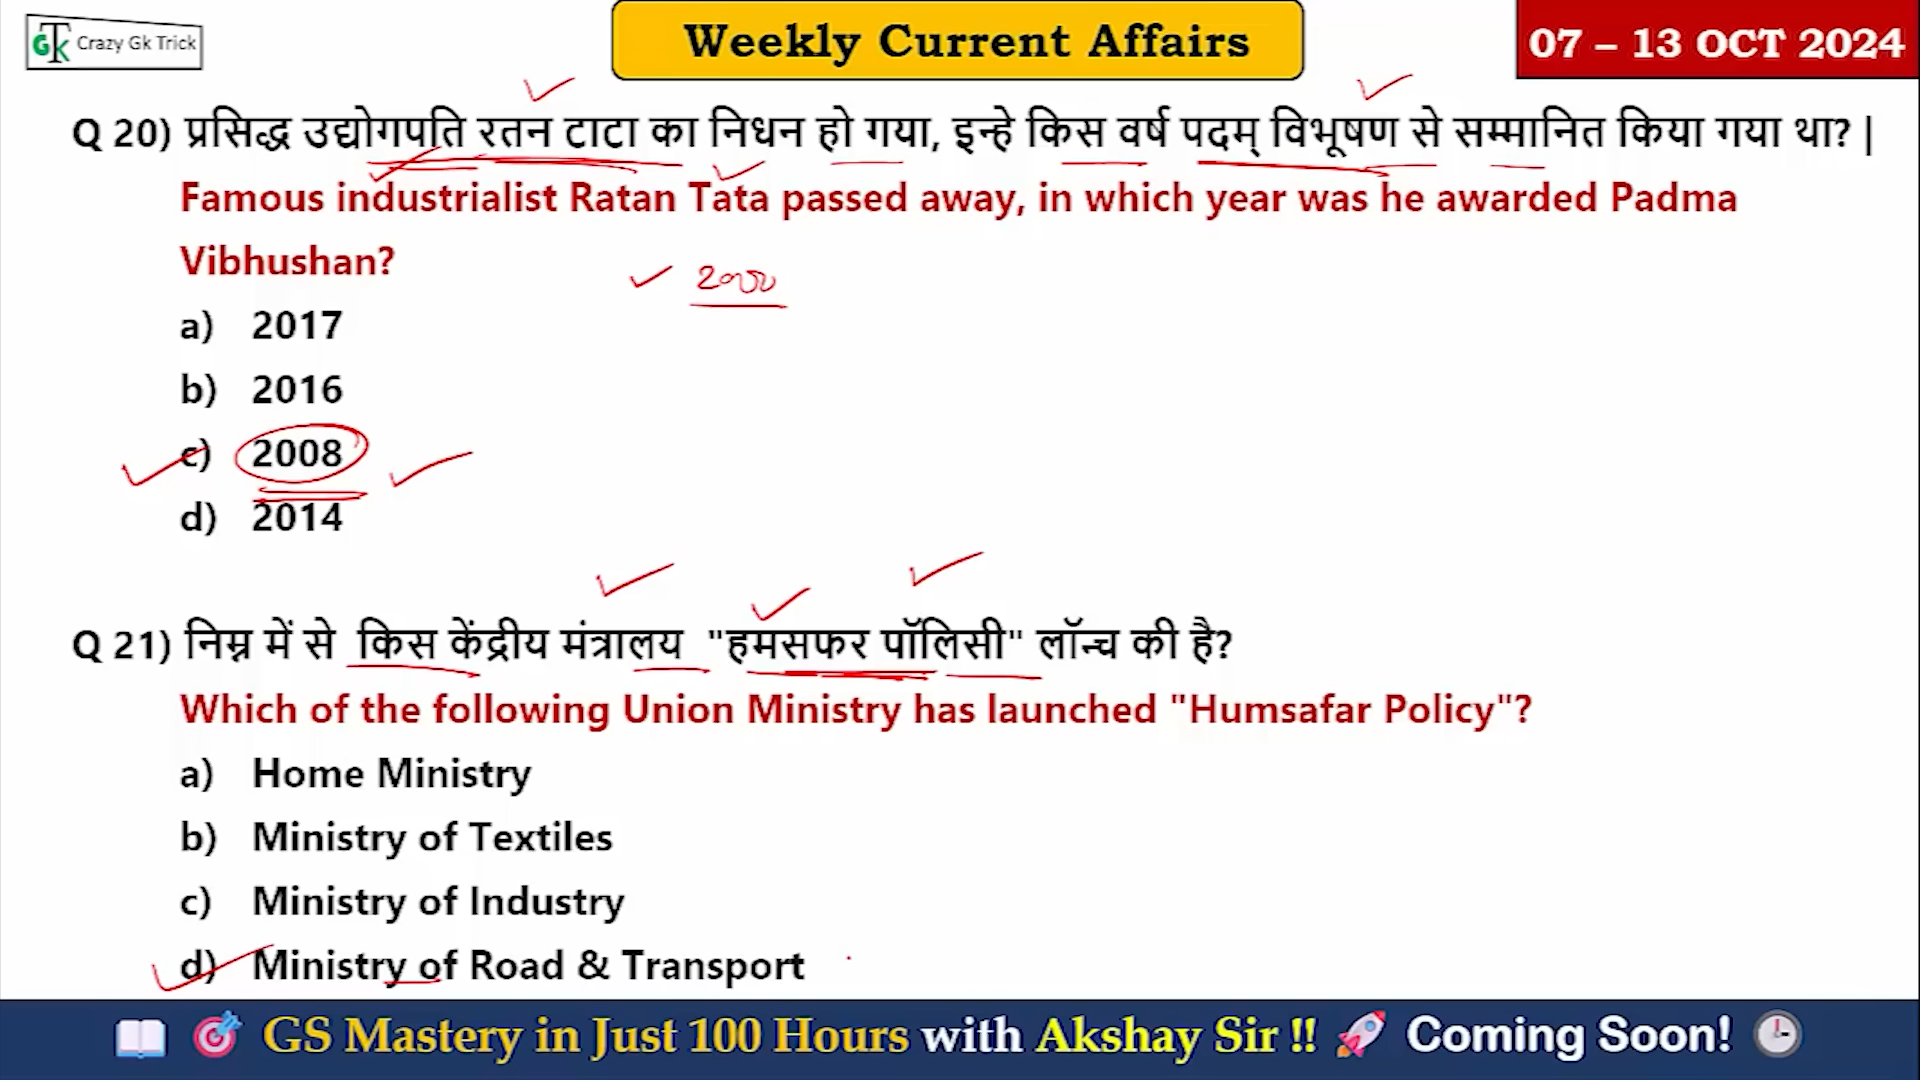 GTK Crazy Gk Trick
Weekly Current Affairs
07 – 13 OCT 2024
Q 20) प्रसिद्ध उद्योगपति रतन टाटा का निधन हो गया, इन्हे किस वर्ष पदम् विभूषण से सम्मानित किया गया था? |
Famous industrialist Ratan Tata passed away, in which year was he awarded Padma
Vibhushan?
2000
a) 2017
b) 2016
c) 2008
d) 2014
Q 21) निम्न में से किस केंद्रीय मंत्रालय "हमसफर पॉलिसी" लॉन्च की है?
Which of the following Union Ministry has launched "Humsafar Policy"?
a) Home Ministry
b) Ministry of Textiles
c) Ministry of Industry
d) Ministry of Road & Transport
GS Mastery in Just 100 Hours with Akshay Sir !! Coming Soon!